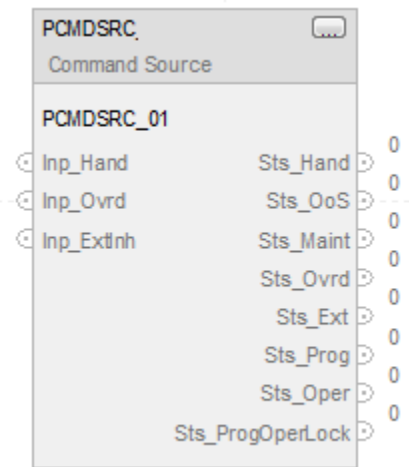 PCMDSRC
...
Command Source
PCMDSRC_01
Inp_Hand Sts_Hand 0
Inp_Ovrd Sts_OoS 0
Inp_ExtInh Sts_Maint 0
Sts_Ovrd 0
Sts_Ext 0
Sts_Prog 0
Sts_Oper 0
Sts_ProgOperLock 0